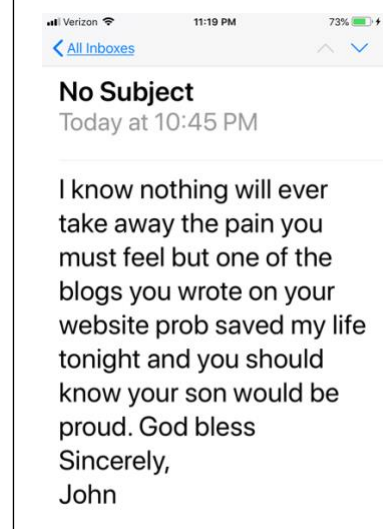 Verizon 11:19 PM 73%
All Inboxes
No Subject
Today at 10:45 PM
I know nothing will ever
take away the pain you
must feel but one of the
blogs you wrote on your
website prob saved my life
tonight and you should
know your son would be
proud. God bless
Sincerely,
John